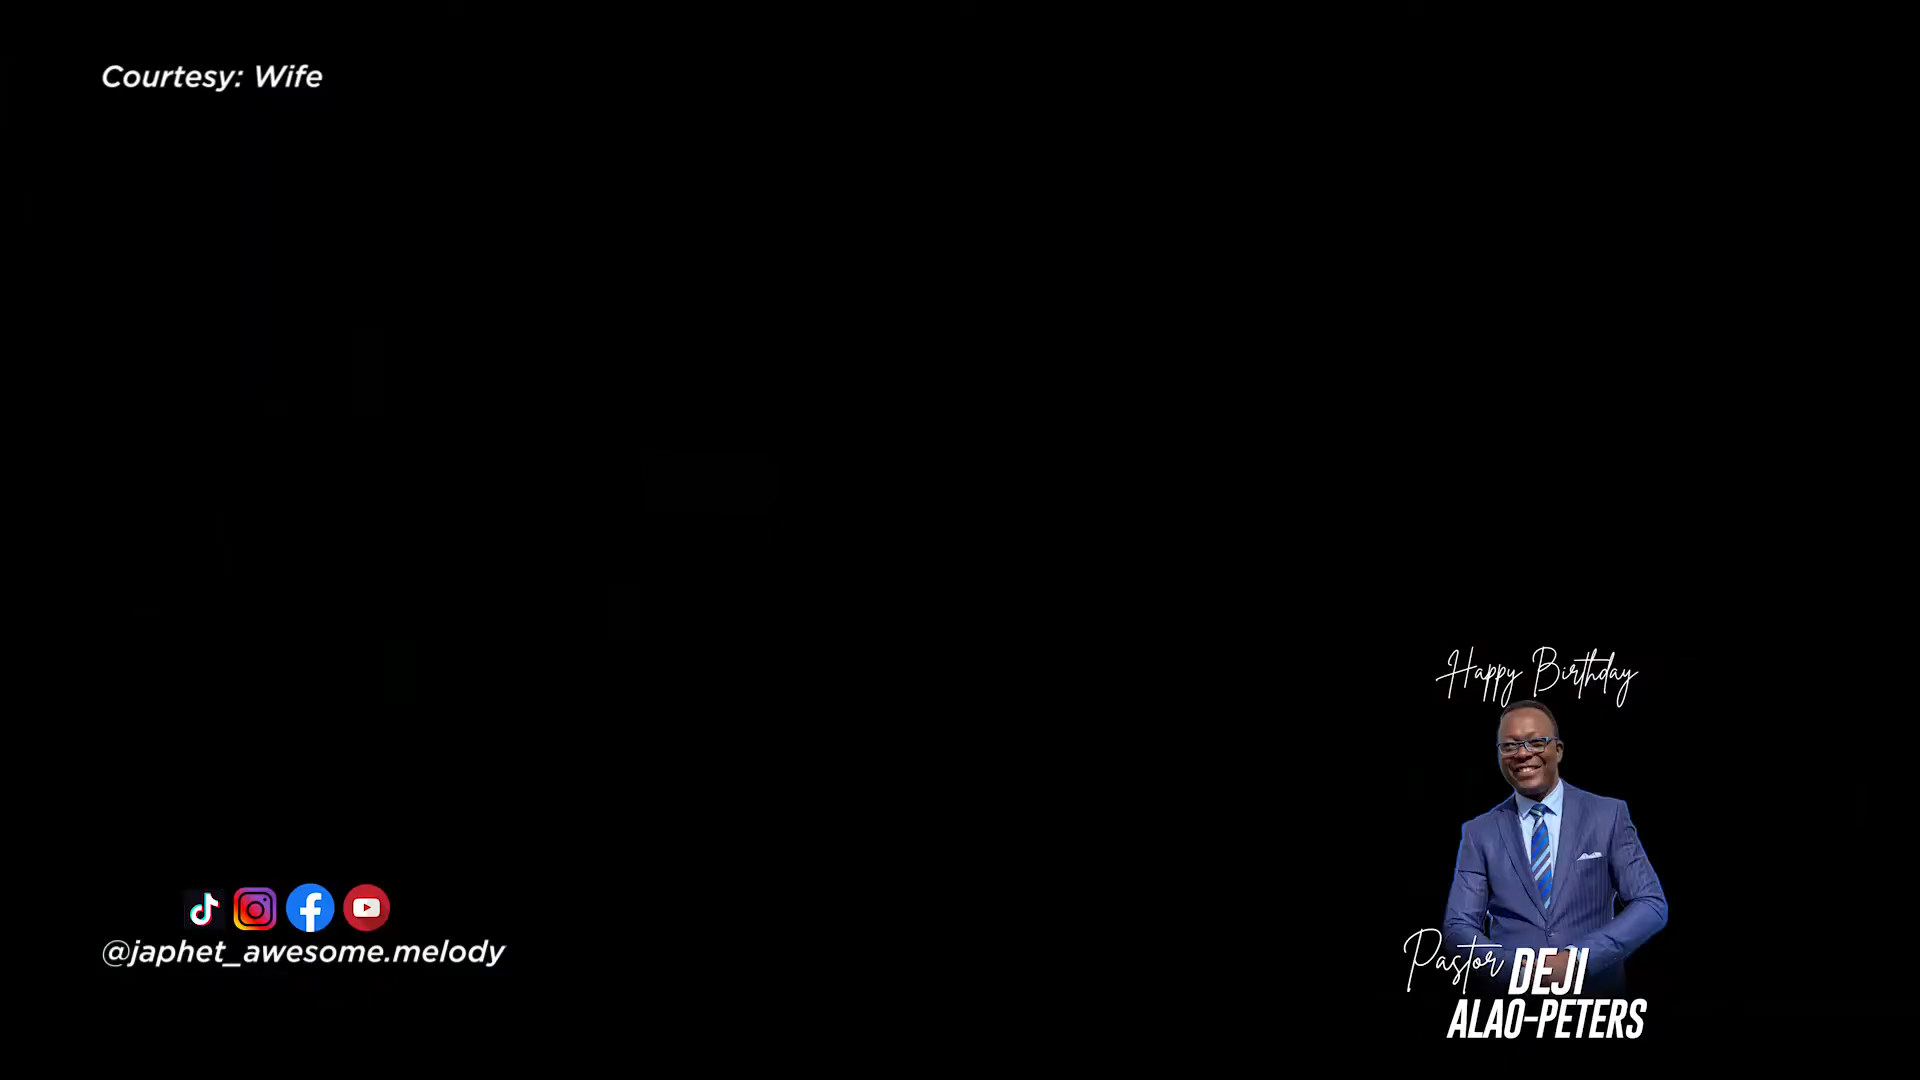 Courtesy: Wife
Happy Birthday
@japhet_awesome.melody
Pastor DEJI
ALAO-PETERS